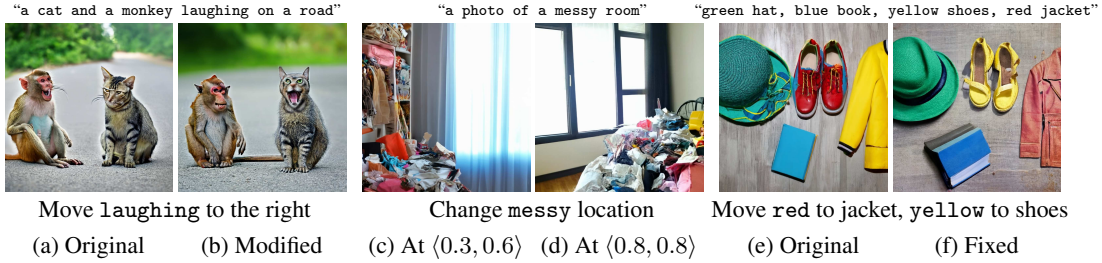 "a cat and a monkey laughing on a road"
"a photo of a messy room"
"green hat, blue book, yellow shoes, red jacket"
Move laughing to the right
Change messy location
Move red to jacket, yellow to shoes
(a) Original
(b) Modified
(c) At ⟨0.3, 0.6⟩
(d) At ⟨0.8, 0.8⟩
(e) Original
(f) Fixed